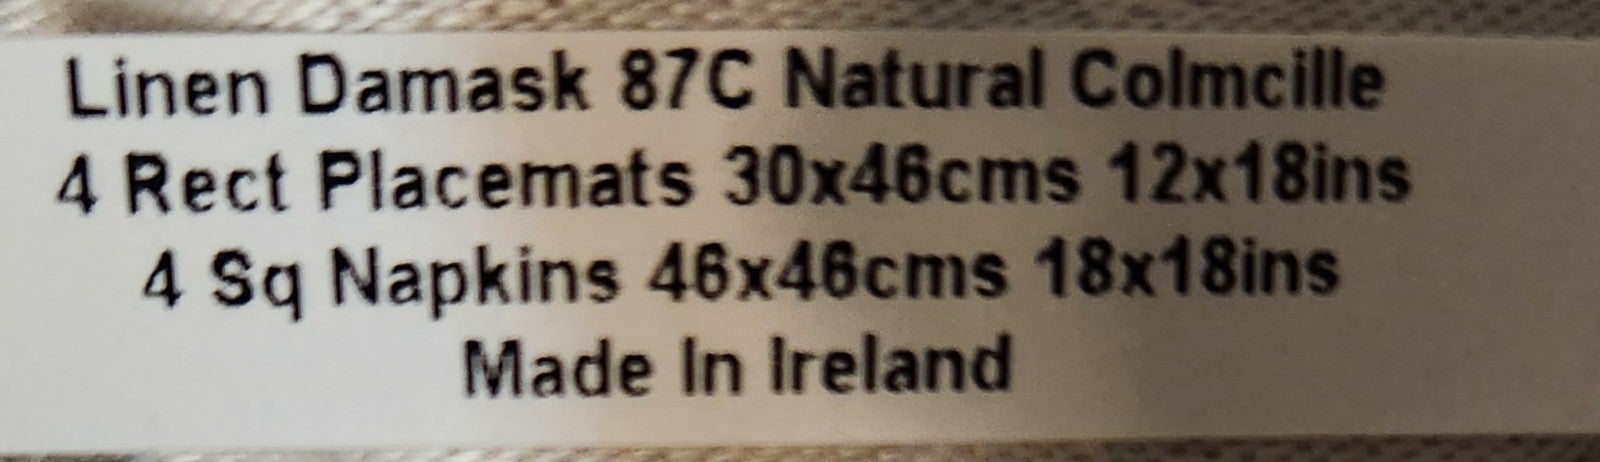 Linen Damask 87C Natural Colmcille
4 Rect Placemats 30x46cms 12x18ins
4 Sq Napkins 46x46cms 18x18ins
Made In Ireland